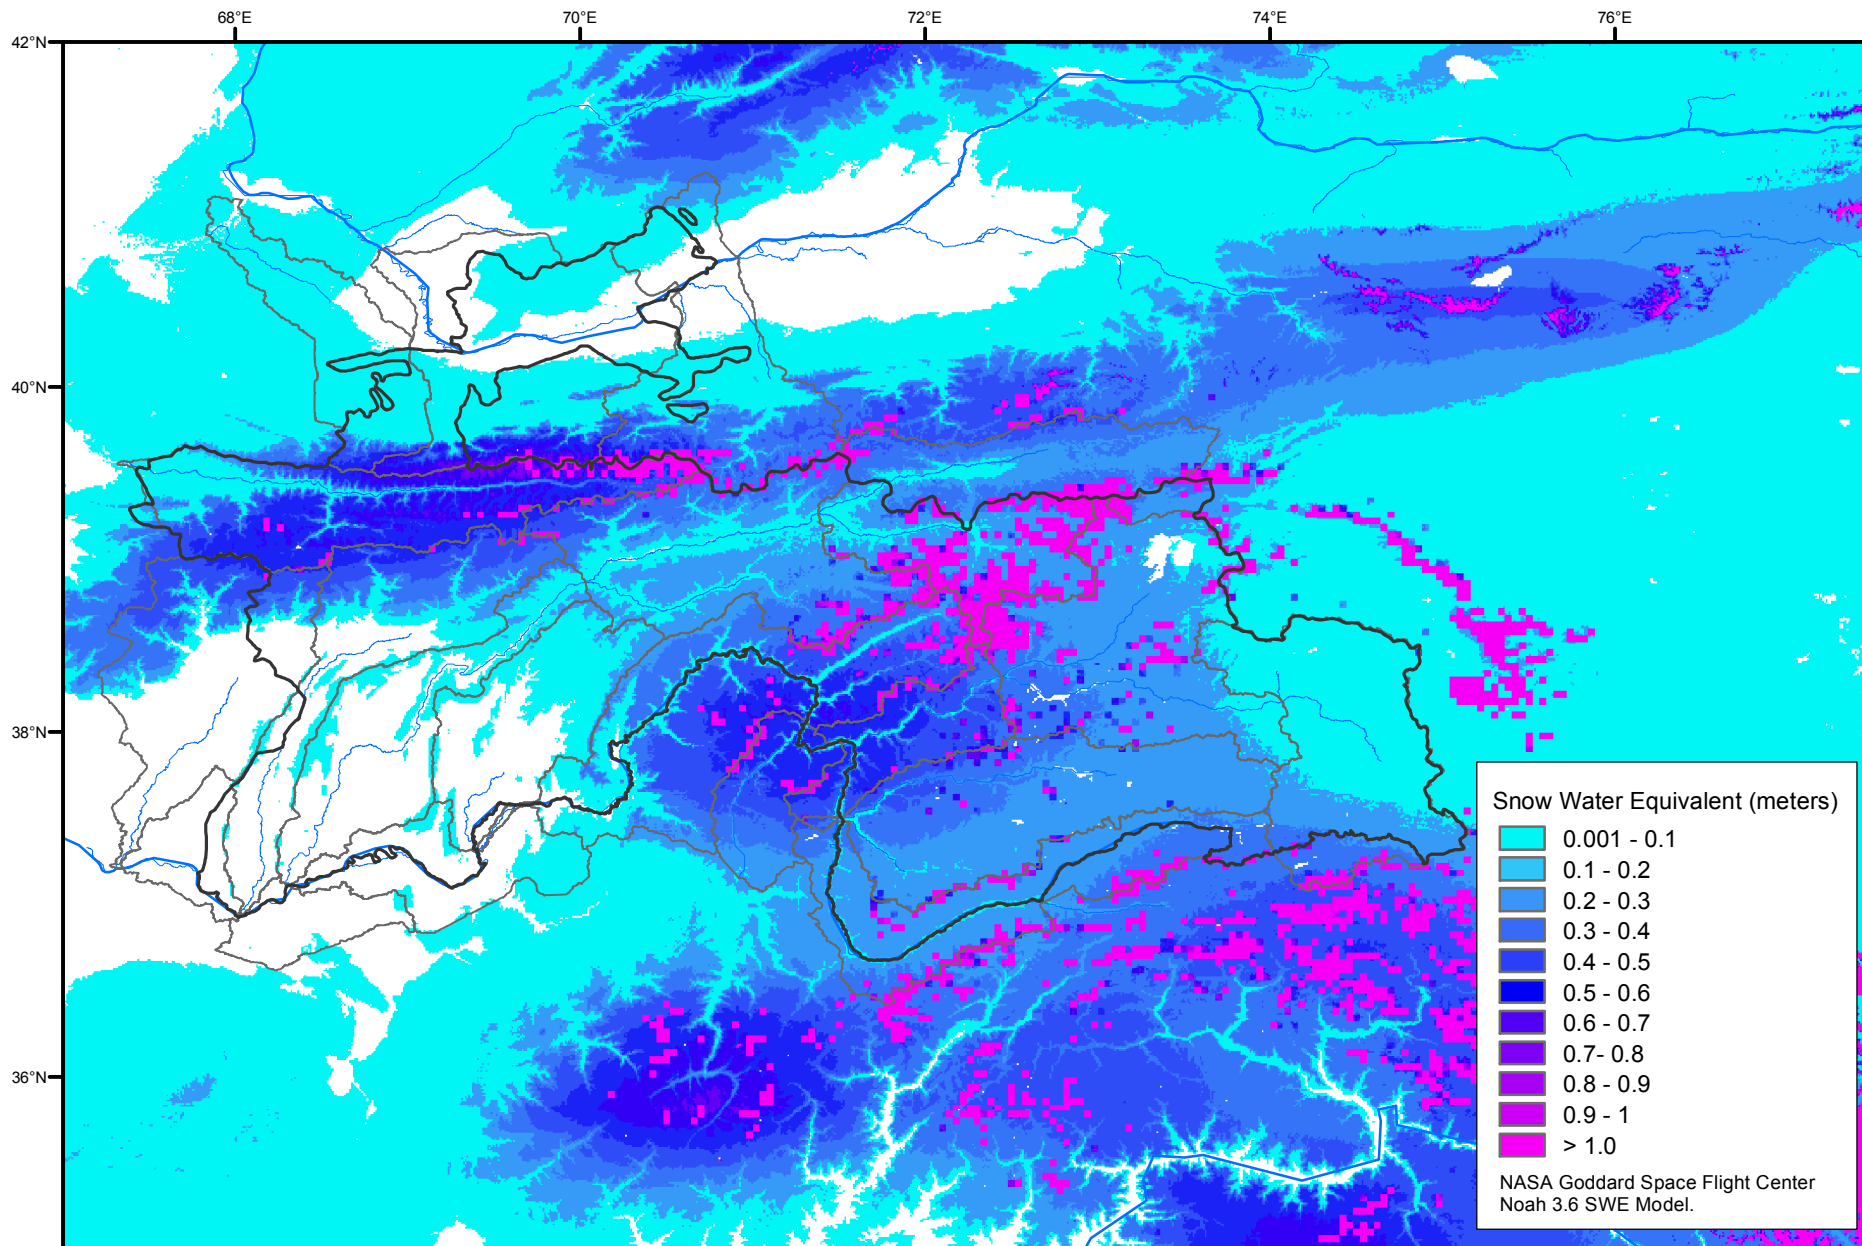 68°E 70°E 72°E 74°E 76°E
42°N
40°N
38°N
36°N
Snow Water Equivalent (meters)
0.001 - 0.1
0.1 - 0.2
0.2 - 0.3
0.3 - 0.4
0.4 - 0.5
0.5 - 0.6
0.6 - 0.7
0.7- 0.8
0.8 - 0.9
0.9 - 1
> 1.0
NASA Goddard Space Flight Center
Noah 3.6 SWE Model.